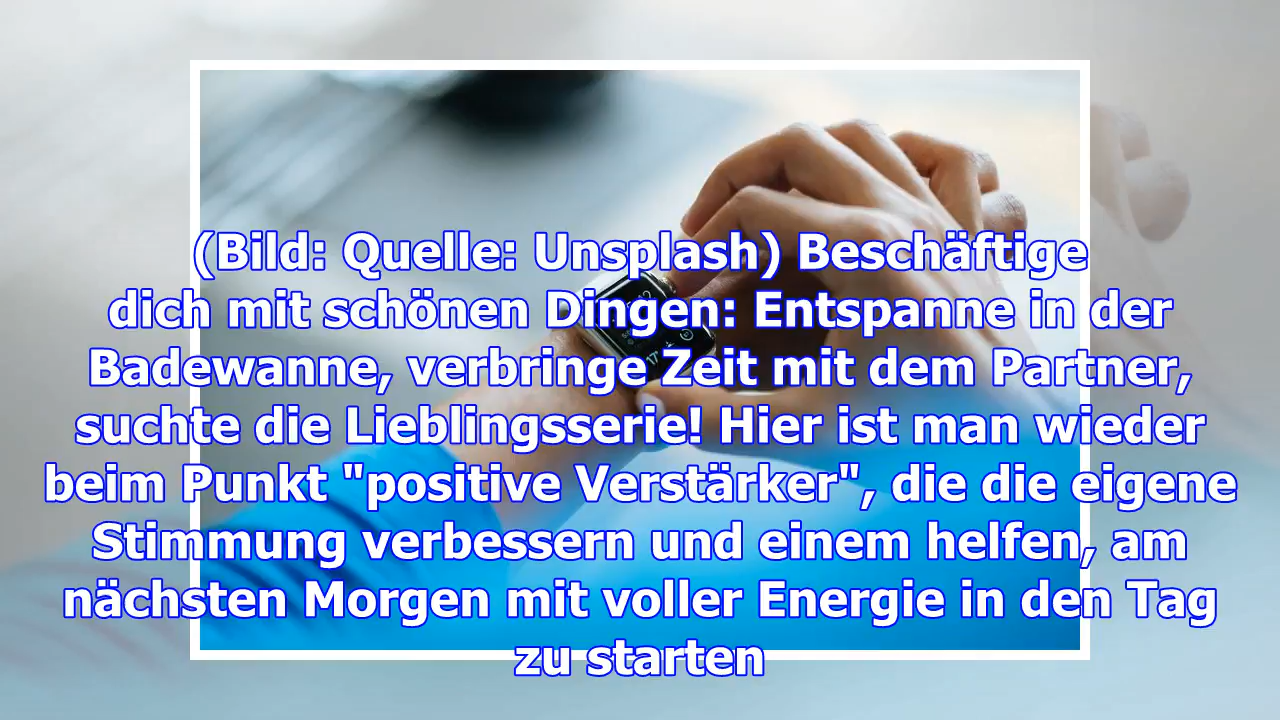 (Bild: Quelle: Unsplash) Beschäftige
dich mit schönen Dingen: Entspanne in der
Badewanne, verbringe Zeit mit dem Partner,
suchte die Lieblingsserie! Hier ist man wieder
beim Punkt "positive Verstärker", die die eigene
Stimmung verbessern und einem helfen, am
nächsten Morgen mit voller Energie in den Tag
zu starten